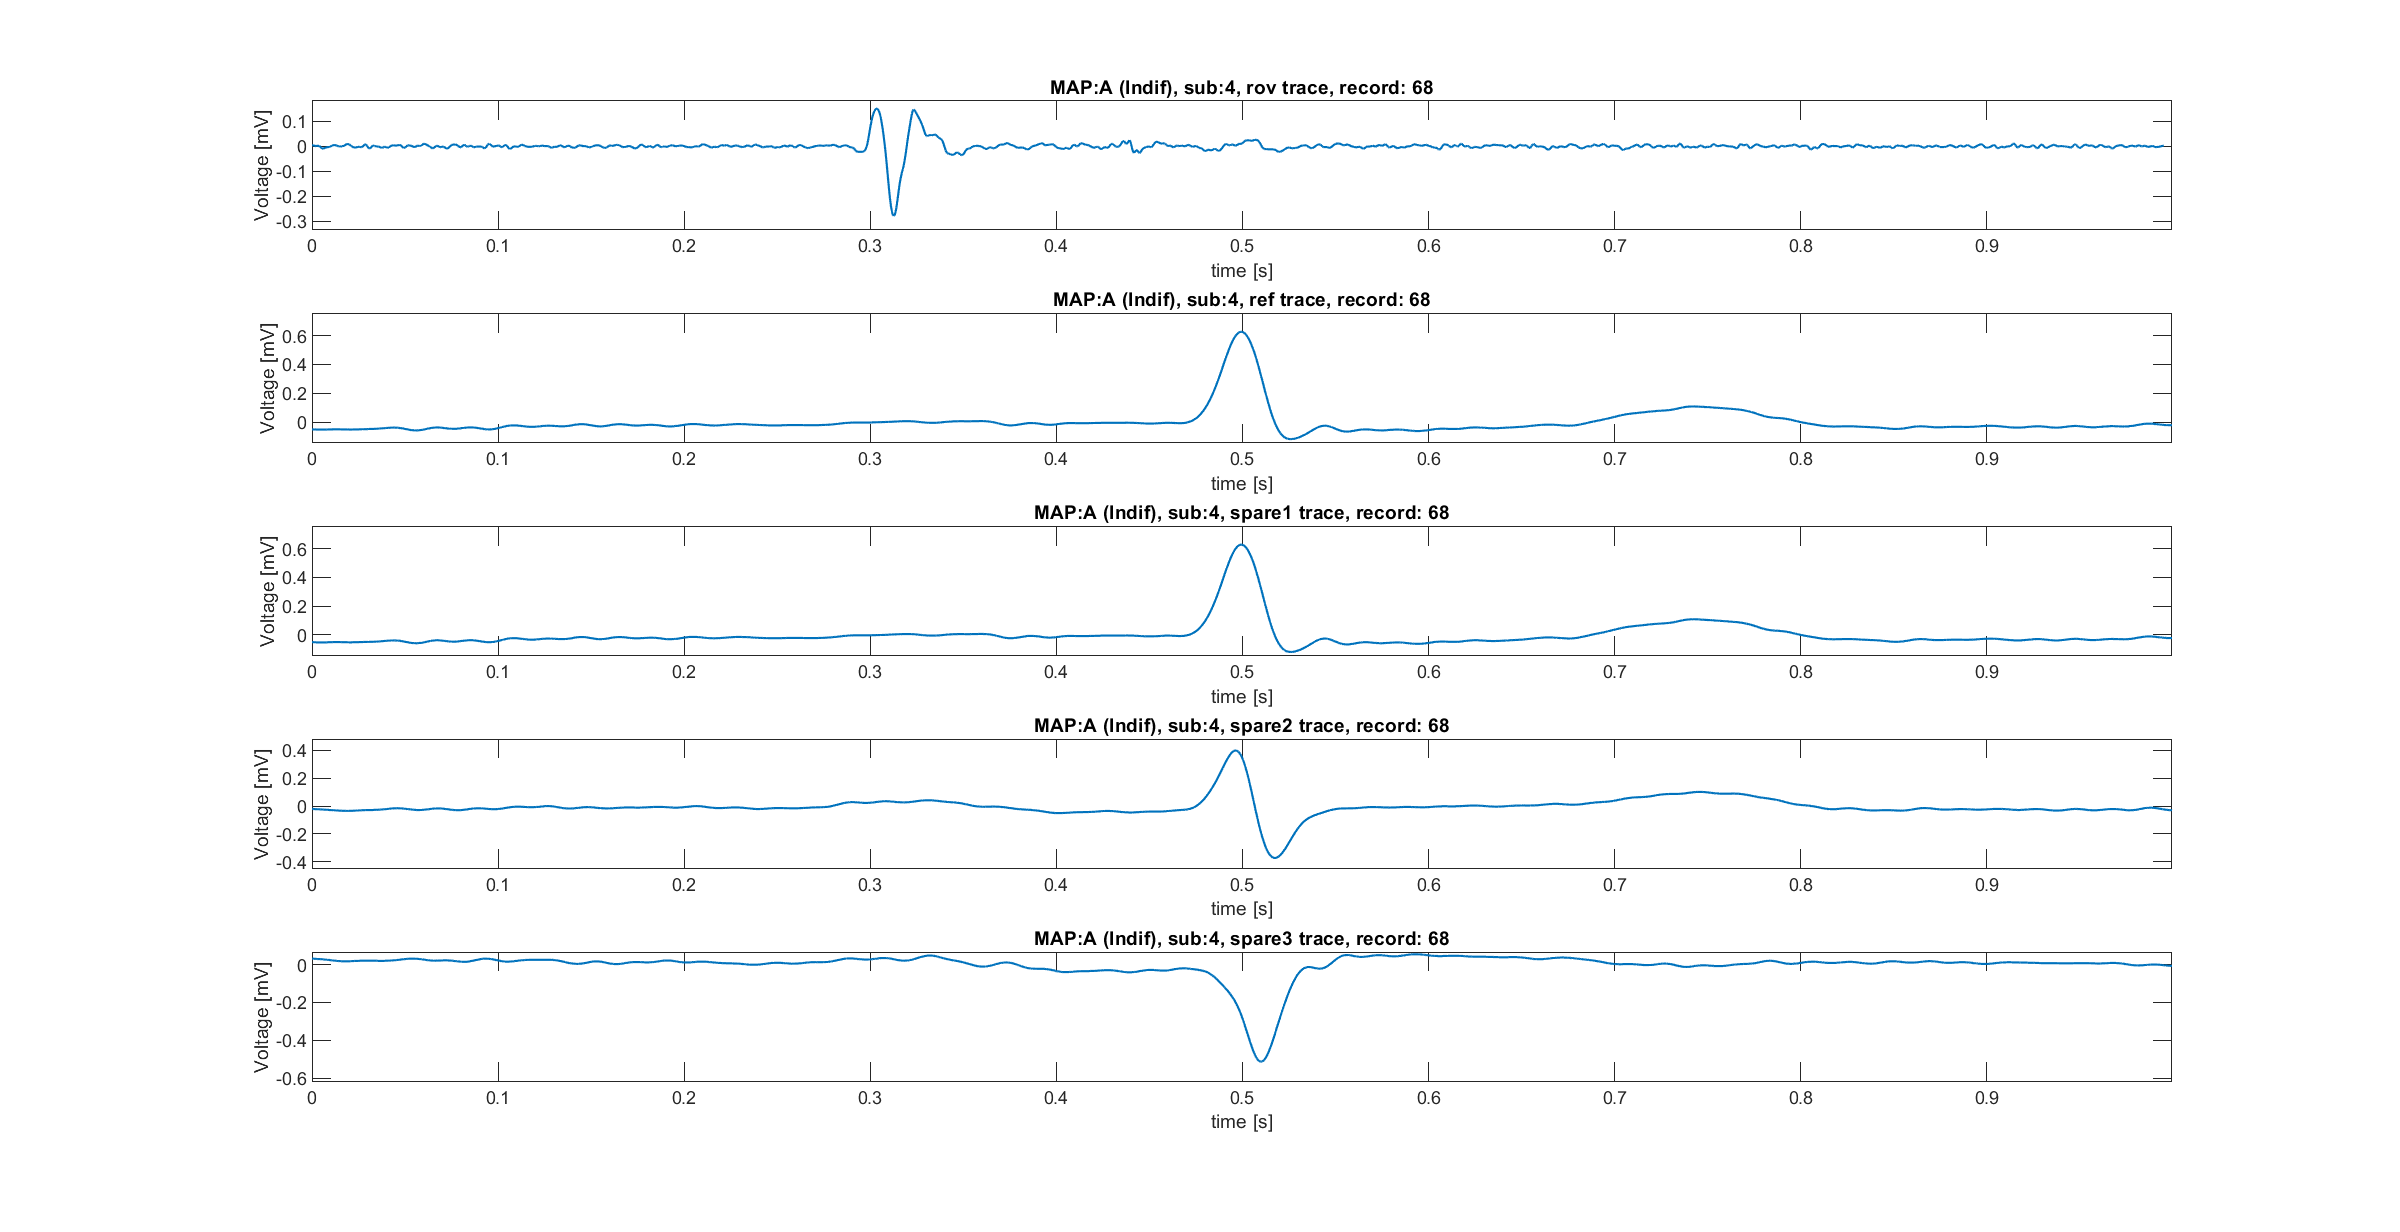 MAP:A (Indif), sub:4, rov trace, record: 68
Voltage [mV]
0.1
0
-0.1
-0.2
-0.3
0 0.1 0.2 0.3 0.4 0.5 0.6 0.7 0.8 0.9
time [s]
MAP:A (Indif), sub:4, ref trace, record: 68
Voltage [mV]
0.6
0.4
0.2
0
0 0.1 0.2 0.3 0.4 0.5 0.6 0.7 0.8 0.9
time [s]
MAP:A (Indif), sub:4, spare1 trace, record: 68
Voltage [mV]
0.6
0.4
0.2
0
0 0.1 0.2 0.3 0.4 0.5 0.6 0.7 0.8 0.9
time [s]
MAP:A (Indif), sub:4, spare2 trace, record: 68
Voltage [mV]
0.4
0.2
0
-0.2
-0.4
0 0.1 0.2 0.3 0.4 0.5 0.6 0.7 0.8 0.9
time [s]
MAP:A (Indif), sub:4, spare3 trace, record: 68
Voltage [mV]
0
-0.2
-0.4
-0.6
0 0.1 0.2 0.3 0.4 0.5 0.6 0.7 0.8 0.9
time [s]